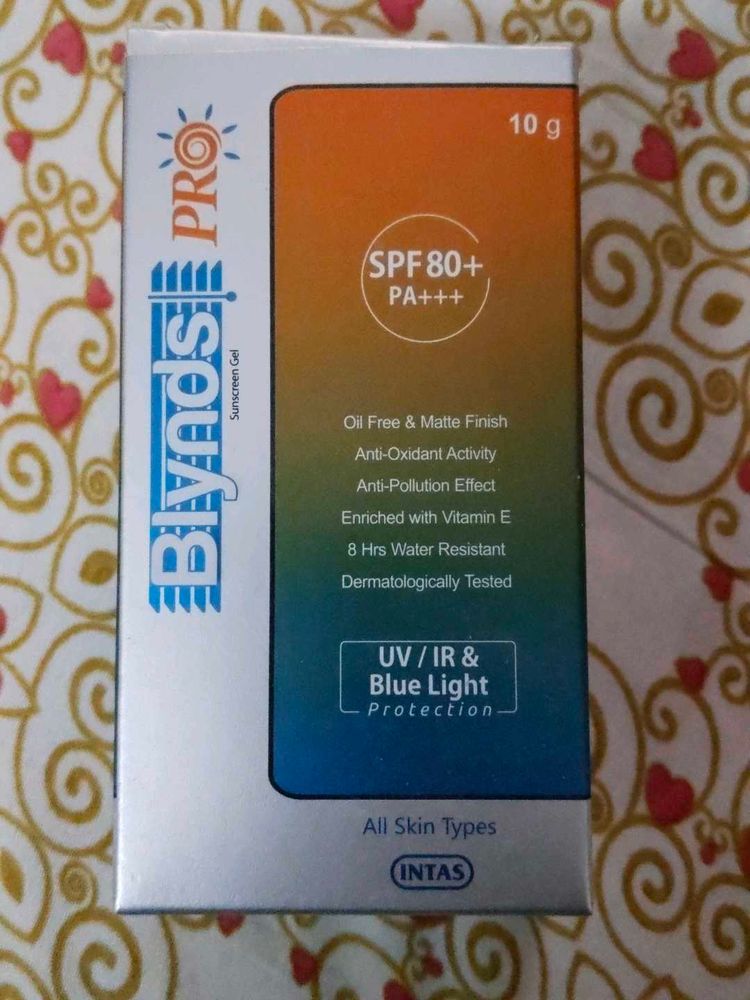 Blynds PRO
Sunscreen Gel
10 g
SPF 80+
PA+++
Oil Free & Matte Finish
Anti-Oxidant Activity
Anti-Pollution Effect
Enriched with Vitamin E
8 Hrs Water Resistant
Dermatologically Tested
UV / IR &
Blue Light
Protection
All Skin Types
INTAS